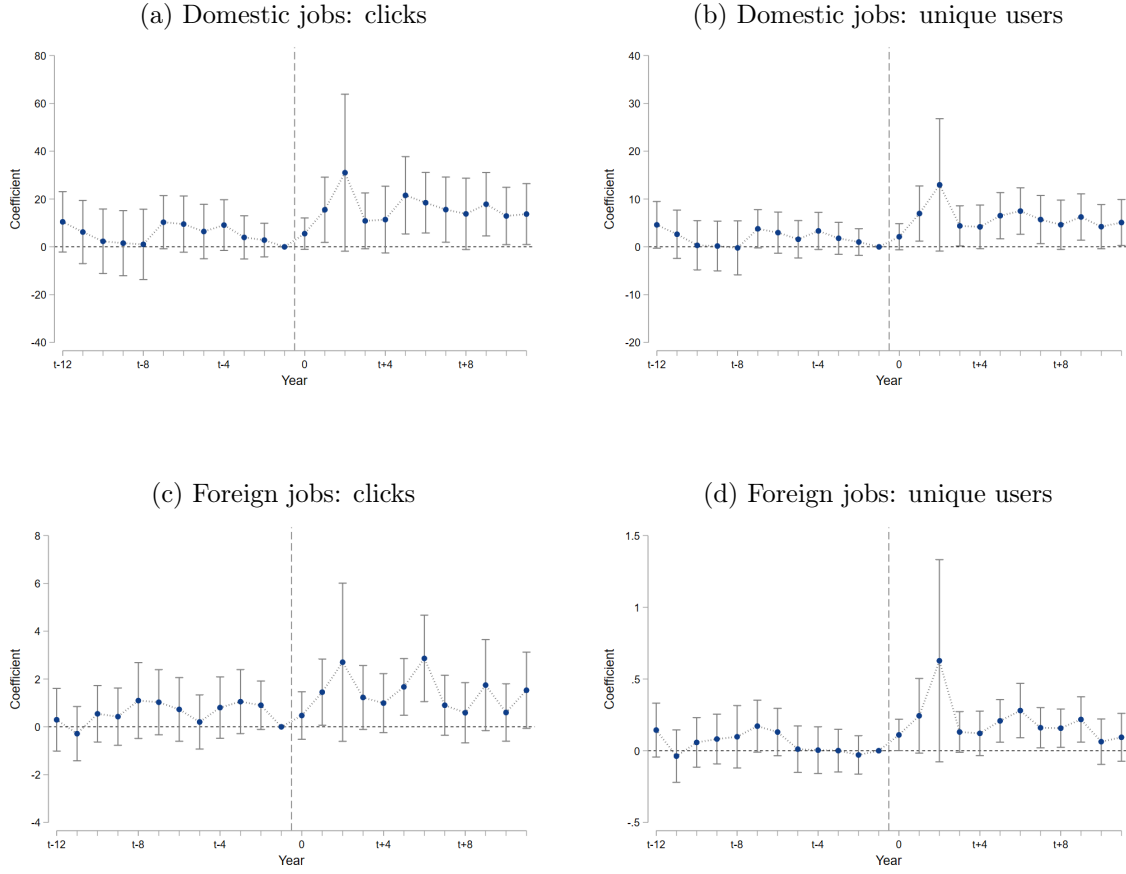 (a) Domestic jobs: clicks
80
60
40
20
0
-20
-40
Coefficient
t-12 t-8 t-4 0 t+4 t+8
Year
(b) Domestic jobs: unique users
40
30
20
10
0
-10
-20
Coefficient
t-12 t-8 t-4 0 t+4 t+8
Year
(c) Foreign jobs: clicks
8
6
4
2
0
-2
-4
Coefficient
t-12 t-8 t-4 0 t+4 t+8
Year
(d) Foreign jobs: unique users
1.5
1
.5
0
-.5
Coefficient
t-12 t-8 t-4 0 t+4 t+8
Year